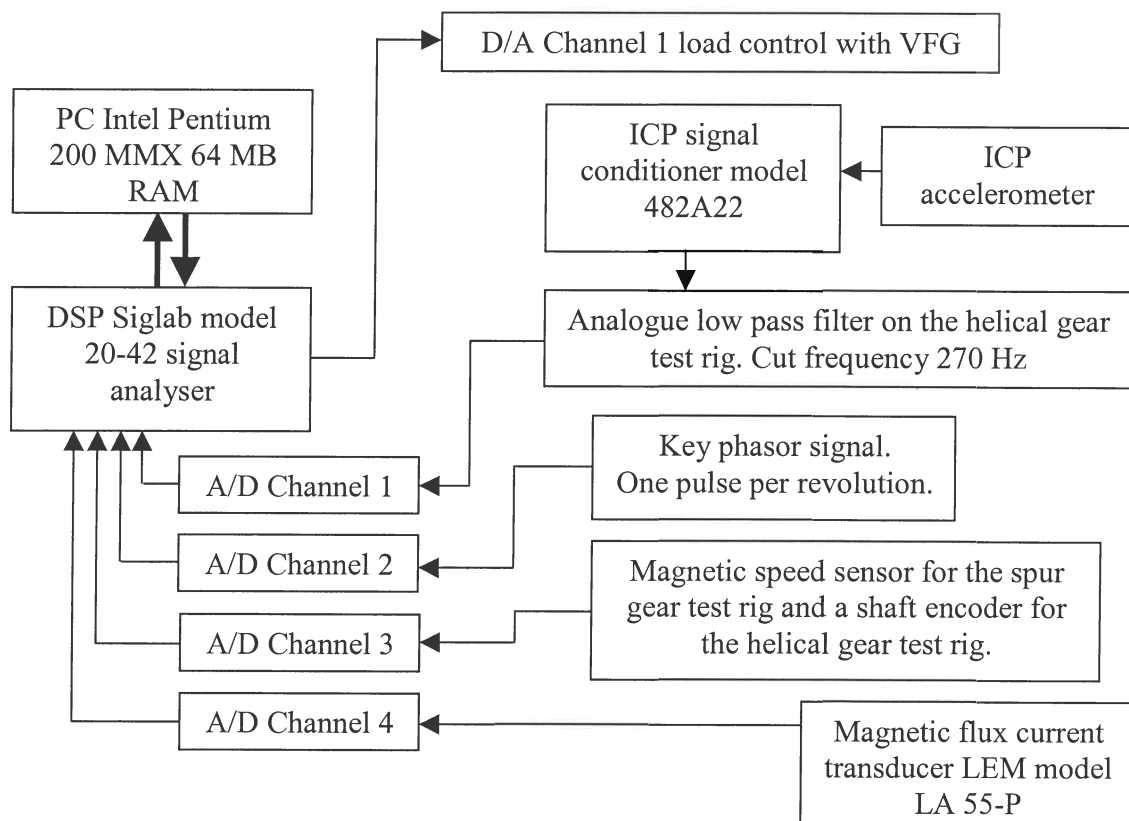 D/A Channel 1 load control with VFG
PC Intel Pentium
200 MMX 64 MB
RAM
ICP signal
conditioner model
482A22
ICP
accelerometer
DSP Siglab model
20-42 signal
analyser
Analogue low pass filter on the helical gear
test rig. Cut frequency 270 Hz
A/D Channel 1
Key phasor signal.
One pulse per revolution.
A/D Channel 2
Magnetic speed sensor for the spur
gear test rig and a shaft encoder for
the helical gear test rig.
A/D Channel 3
A/D Channel 4
Magnetic flux current
transducer LEM model
LA 55-P